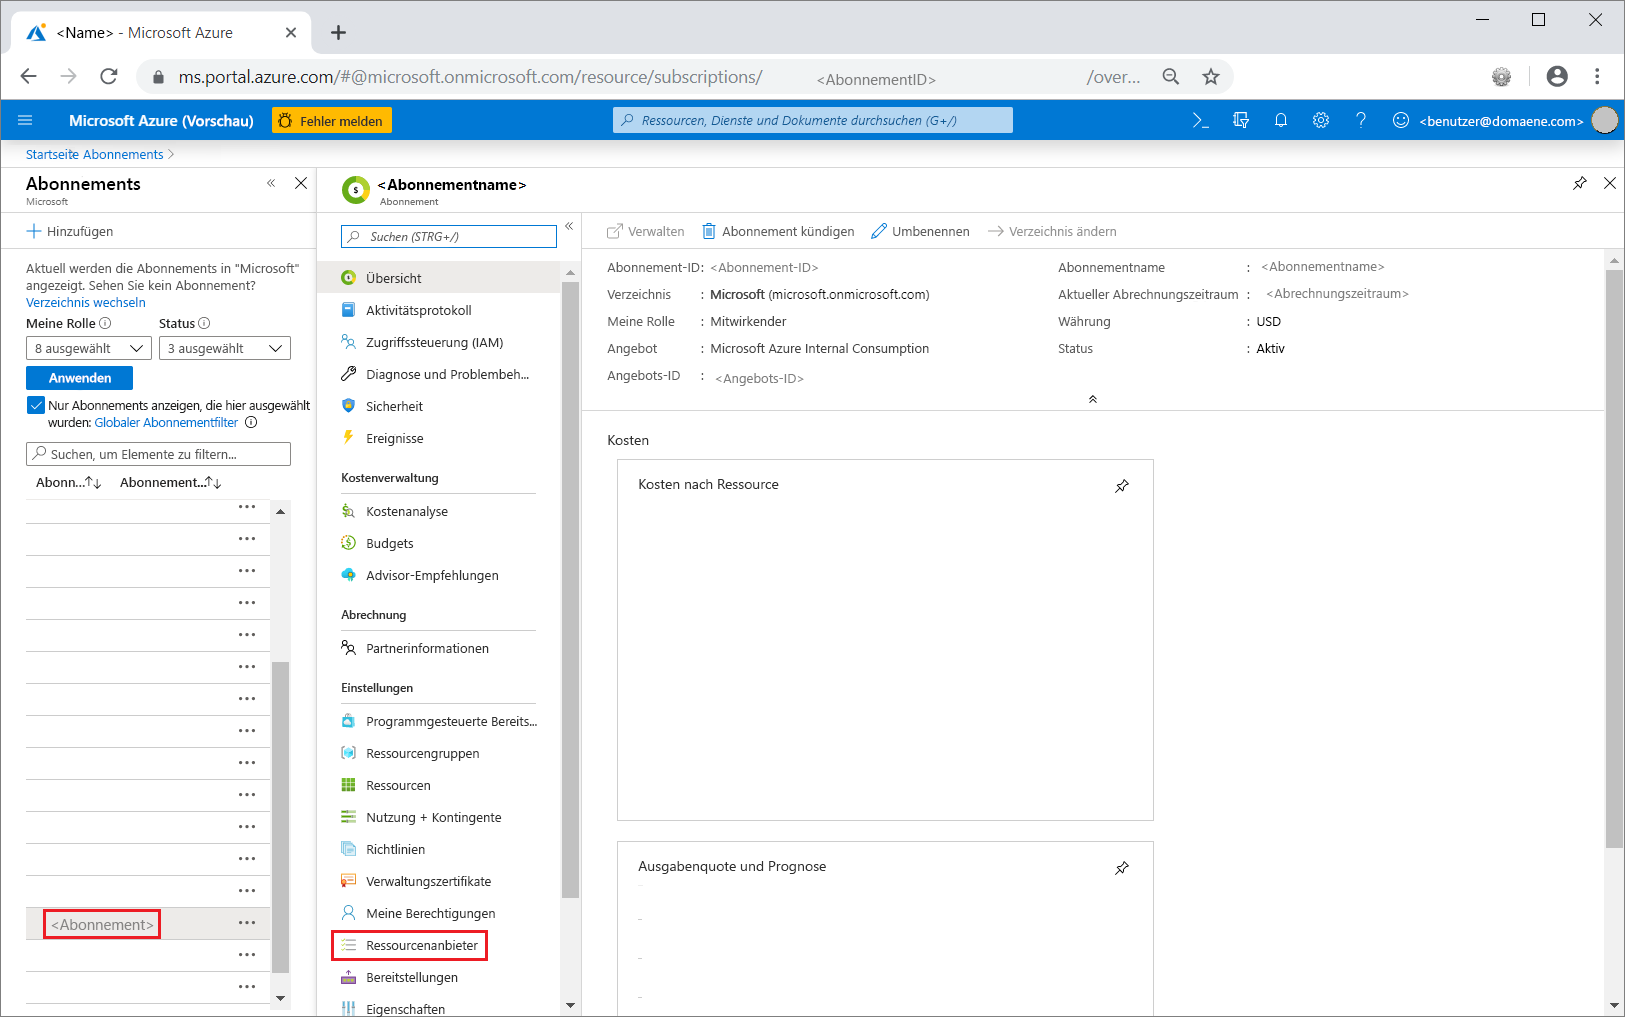 <Name> - Microsoft Azure
ms.portal.azure.com/#@microsoft.onmicrosoft.com/resource/subscriptions/ <AbonnementID> /over...
Microsoft Azure (Vorschau)
Fehler melden
Ressourcen, Dienste und Dokumente durchsuchen (G+/)
<benutzer@domaene.com>
Startseite Abonnements
Abonnements
Microsoft
Hinzufügen
Aktuell werden die Abonnements in "Microsoft"
angezeigt. Sehen Sie kein Abonnement?
Verzeichnis wechseln
Meine Rolle
Status
8 ausgewählt
3 ausgewählt
Anwenden
Nur Abonnements anzeigen, die hier ausgewählt
wurden: Globaler Abonnementfilter
Suchen, um Elemente zu filtern...
Abonn...
Abonnement...
<Abonnement>
<Abonnementname>
Abonnement
Suchen (STRG+/)
Übersicht
Aktivitätsprotokoll
Zugriffssteuerung (IAM)
Diagnose und Problembeh...
Sicherheit
Ereignisse
Kostenverwaltung
Kostenanalyse
Budgets
Advisor-Empfehlungen
Abrechnung
Partnerinformationen
Einstellungen
Programmgesteuerte Bereits...
Ressourcengruppen
Ressourcen
Nutzung + Kontingente
Richtlinien
Verwaltungszertifikate
Meine Berechtigungen
Ressourcenanbieter
Bereitstellungen
Eigenschaften
Verwalten
Abonnement kündigen
Umbenennen
Verzeichnis ändern
Abonnement-ID: <Abonnement-ID>
Verzeichnis : Microsoft (microsoft.onmicrosoft.com)
Meine Rolle : Mitwirkender
Angebot : Microsoft Azure Internal Consumption
Angebots-ID : <Angebots-ID>
Abonnementname : <Abonnementname>
Aktueller Abrechnungszeitraum : <Abrechnungszeitraum>
Währung : USD
Status : Aktiv
Kosten
Kosten nach Ressource
Ausgabenquote und Prognose